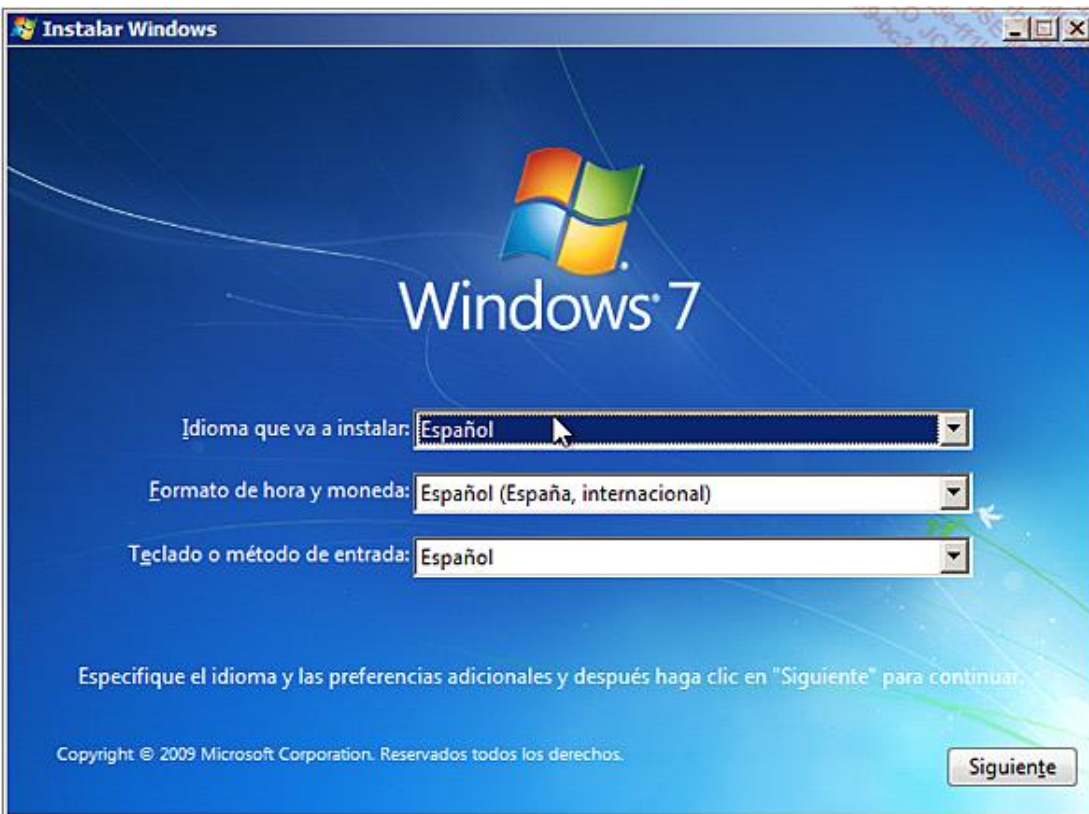 Instalar Windows
Windows 7
Idioma que va a instalar: Español
Formato de hora y moneda: Español (España, internacional)
Teclado o método de entrada: Español
Especifique el idioma y las preferencias adicionales y después haga clic en "Siguiente" para continuar.
Copyright © 2009 Microsoft Corporation. Reservados todos los derechos.
Siguiente